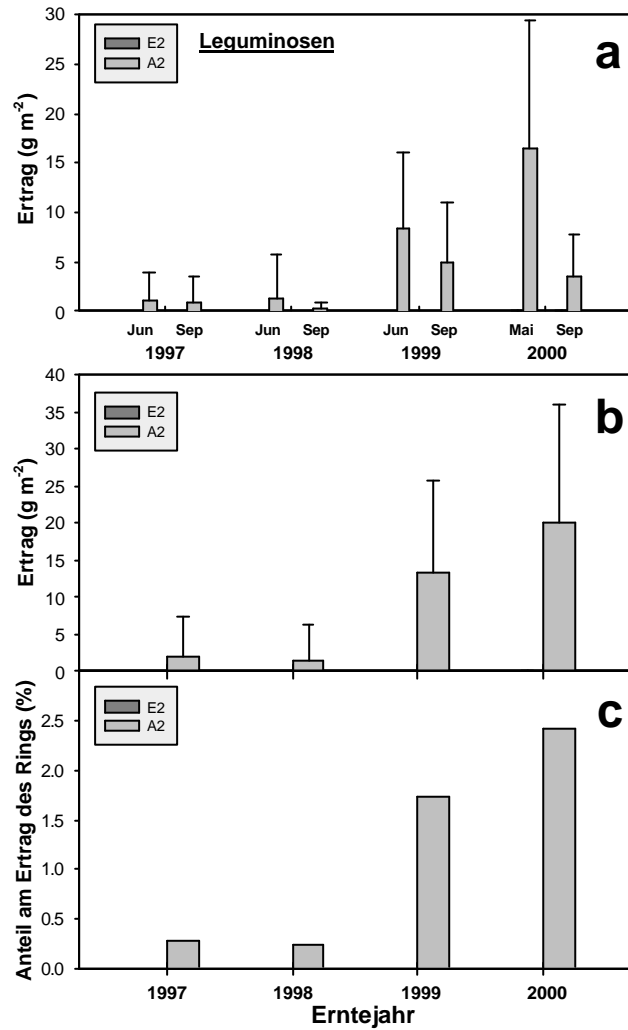 Leguminosen
a
E2
A2
Ertrag (g m-2)
30
25
20
15
10
5
0
Jun Sep Jun Sep Jun Sep Mai Sep
1997 1998 1999 2000
b
E2
A2
Ertrag (g m-2)
40
35
30
25
20
15
10
5
0
c
E2
A2
Anteil am Ertrag des Rings (%)
2.5
2.0
1.5
1.0
0.5
0.0
1997 1998 1999 2000
Erntejahr